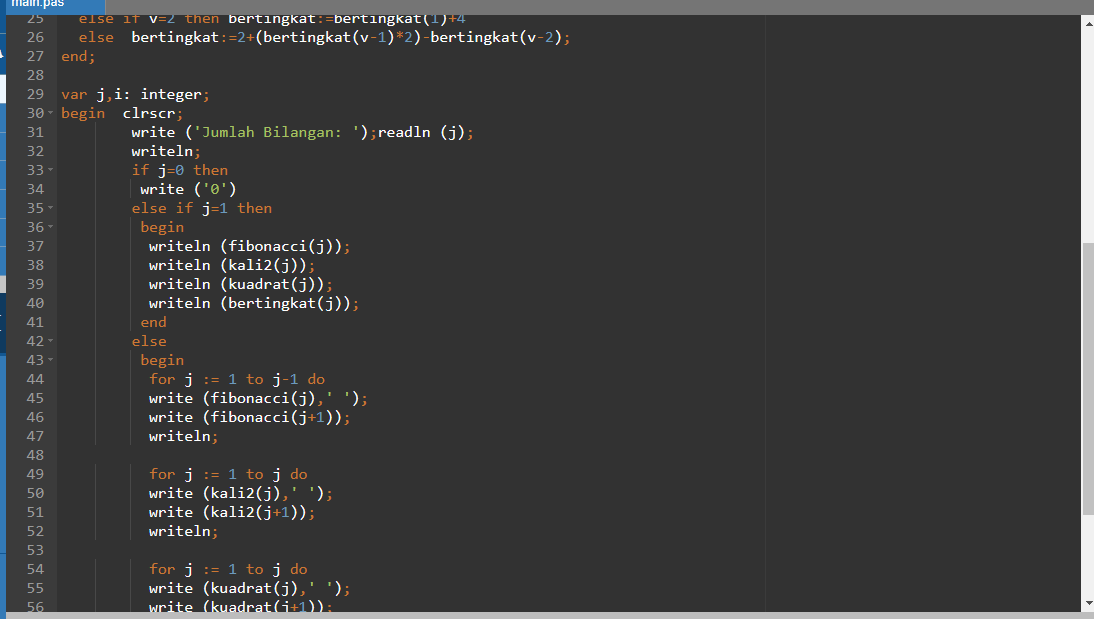 main.pas
25 else if v=2 then bertingkat:=bertingkat(1)+4
26 else  bertingkat:=2+(bertingkat(v-1)*2)-bertingkat(v-2);
27 end;
28
29 var j,i: integer;
30 begin  clrscr;
31 write ('Jumlah Bilangan: ');readln (j);
32 writeln;
33 if j=0 then
34 write ('0')
35 else if j=1 then
36 begin
37 writeln (fibonacci(j));
38 writeln (kali2(j));
39 writeln (kuadrat(j));
40 writeln (bertingkat(j));
41 end
42 else
43 begin
44 for j := 1 to j-1 do
45 write (fibonacci(j),' ');
46 write (fibonacci(j+1));
47 writeln;
48
49 for j := 1 to j do
50 write (kali2(j),' ');
51 write (kali2(j+1));
52 writeln;
53
54 for j := 1 to j do
55 write (kuadrat(j),' ');
56 write (kuadrat(j+1));